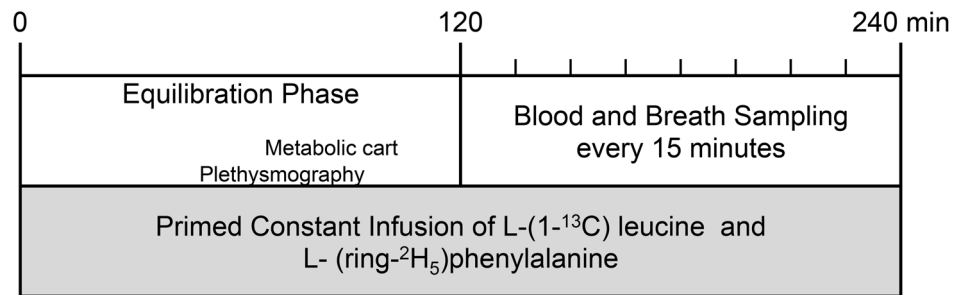 0 120 240 min
Equilibration Phase
Blood and Breath Sampling
every 15 minutes
Metabolic cart
Plethysmography
Primed Constant Infusion of L-(1-¹³C) leucine and
L- (ring-²H₅)phenylalanine